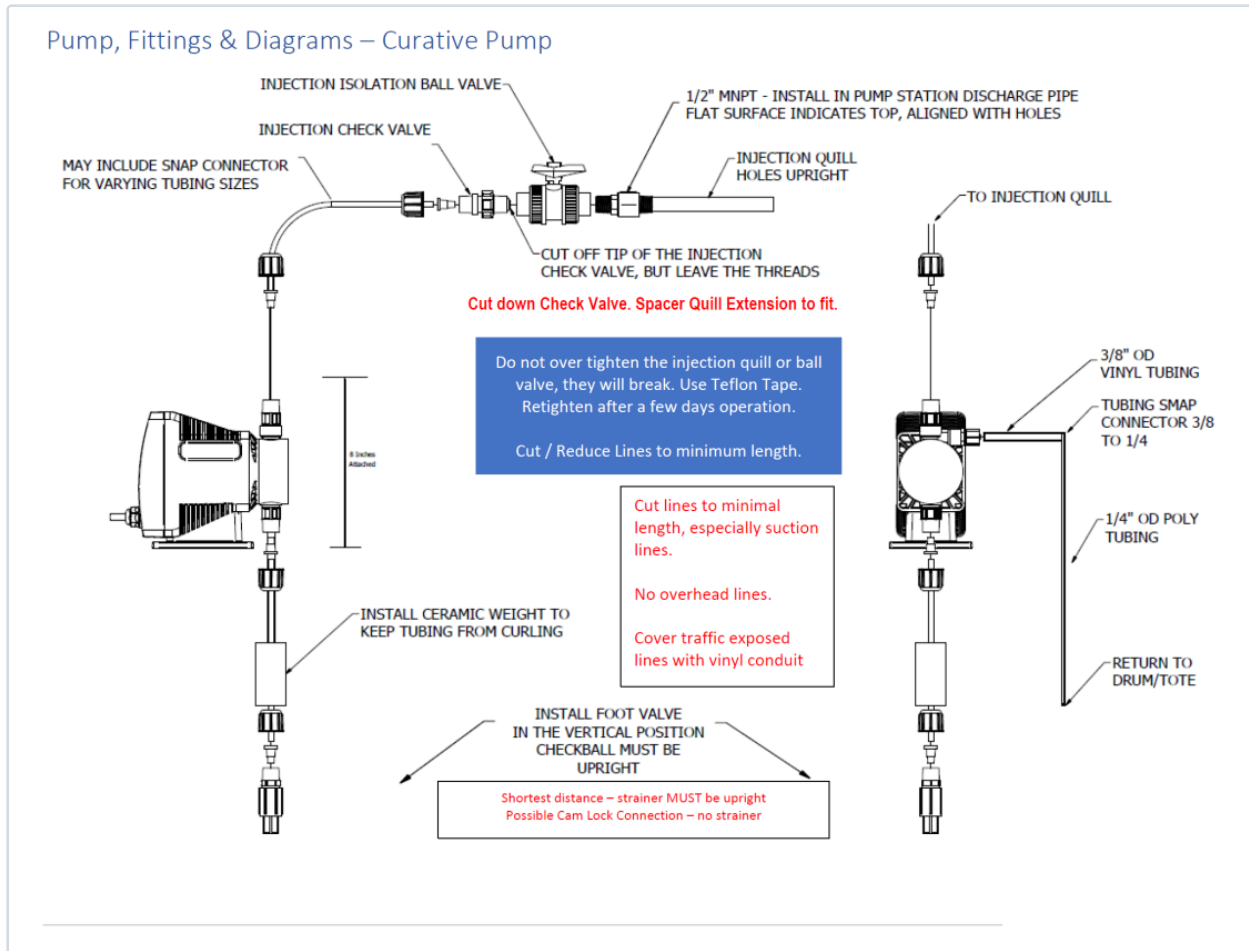 Pump, Fittings & Diagrams – Curative Pump
INJECTION ISOLATION BALL VALVE
1/2" MNPT - INSTALL IN PUMP STATION DISCHARGE PIPE
FLAT SURFACE INDICATES TOP, ALIGNED WITH HOLES
INJECTION CHECK VALVE
MAY INCLUDE SNAP CONNECTOR
FOR VARYING TUBING SIZES
INJECTION QUILL
HOLES UPRIGHT
TO INJECTION QUILL
CUT OFF TIP OF THE INJECTION
CHECK VALVE, BUT LEAVE THE THREADS
Cut down Check Valve. Spacer Quill Extension to fit.
Do not over tighten the injection quill or ball
valve, they will break. Use Teflon Tape.
Retighten after a few days operation.
Cut / Reduce Lines to minimum length.
3/8" OD
VINYL TUBING
TUBING SMAP
CONNECTOR 3/8
TO 1/4
8 Inches
Attached
Cut lines to minimal
length, especially suction
lines.
No overhead lines.
Cover traffic exposed
lines with vinyl conduit
1/4" OD POLY
TUBING
INSTALL CERAMIC WEIGHT TO
KEEP TUBING FROM CURLING
RETURN TO
DRUM/TOTE
INSTALL FOOT VALVE
IN THE VERTICAL POSITION
CHECKBALL MUST BE
UPRIGHT
Shortest distance – strainer MUST be upright
Possible Cam Lock Connection – no strainer